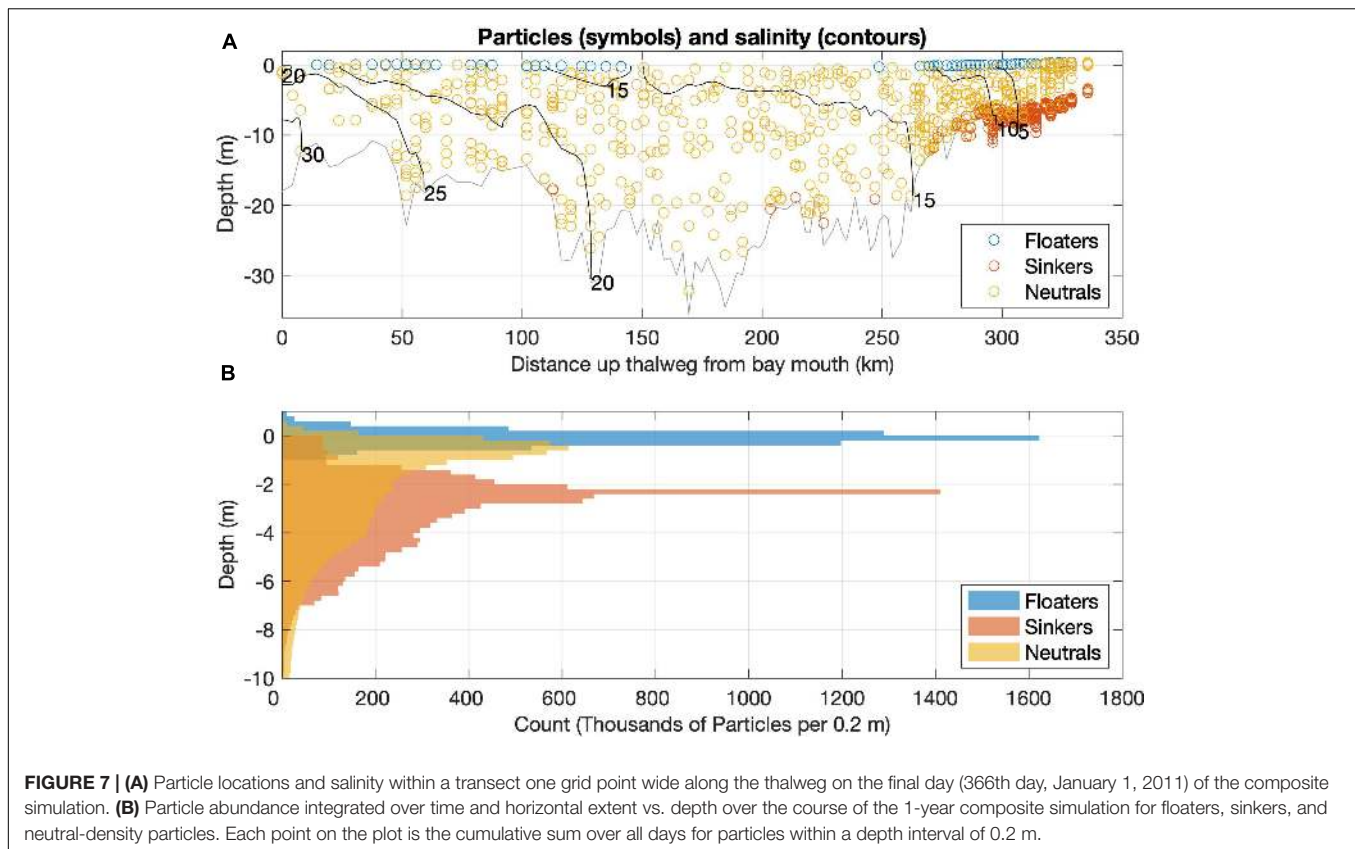 A
Particles (symbols) and salinity (contours)
0
-10
-20
-30
Depth (m)
20
30
25
20
15
15
10
5
Floaters
Sinkers
Neutrals
0 50 100 150 200 250 300 350
Distance up thalweg from bay mouth (km)
B
0
-2
-4
-6
-8
-10
Depth (m)
Floaters
Sinkers
Neutrals
0 200 400 600 800 1000 1200 1400 1600 1800
Count (Thousands of Particles per 0.2 m)
FIGURE 7 | (A) Particle locations and salinity within a transect one grid point wide along the thalweg on the final day (366th day, January 1, 2011) of the composite
simulation. (B) Particle abundance integrated over time and horizontal extent vs. depth over the course of the 1-year composite simulation for floaters, sinkers, and
neutral-density particles. Each point on the plot is the cumulative sum over all days for particles within a depth interval of 0.2 m.